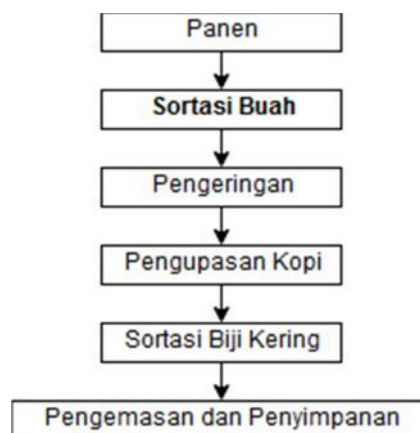 Panen
Sortasi Buah
Pengeringan
Pengupasan Kopi
Sortasi Biji Kering
Pengemasan dan Penyimpanan